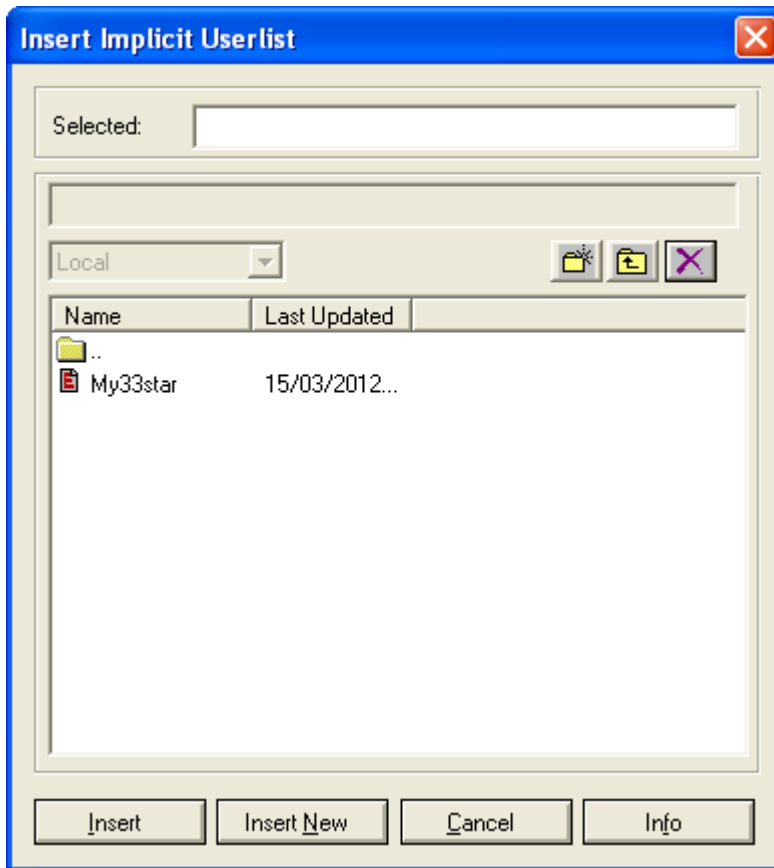 Insert Implicit Userlist
Selected:
Local
Name Last Updated
..
E My33star 15/03/2012...
Insert Insert New Cancel Info